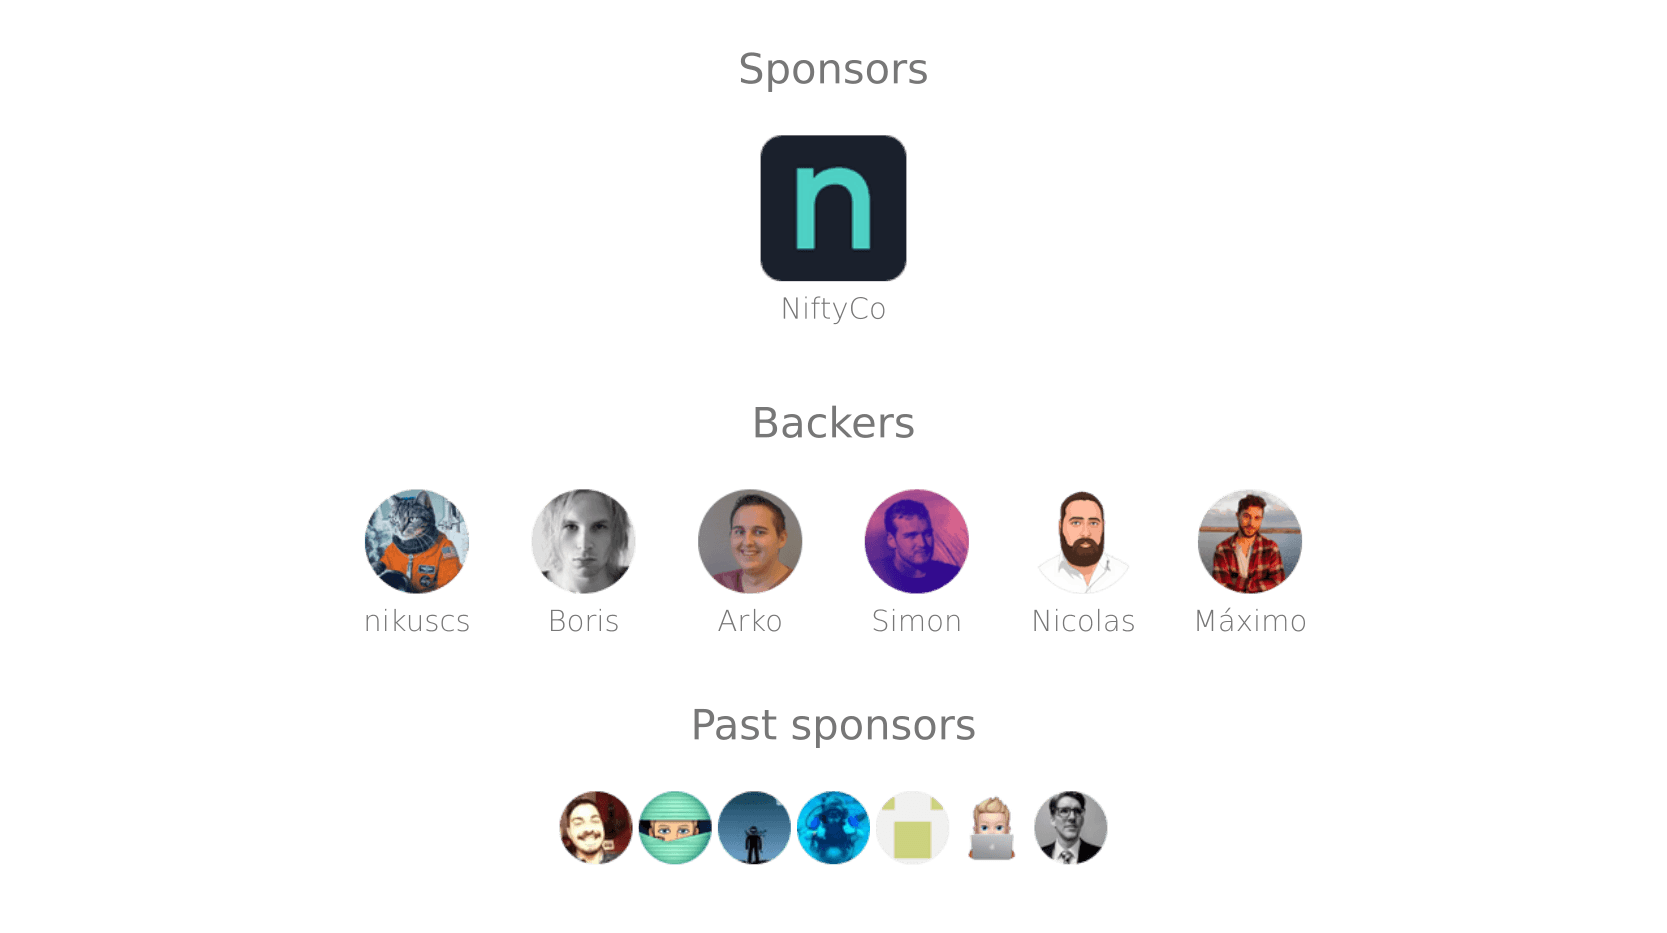 Sponsors
n
NiftyCo
Backers
nikuscs Boris Arko Simon Nicolas Máximo
Past sponsors